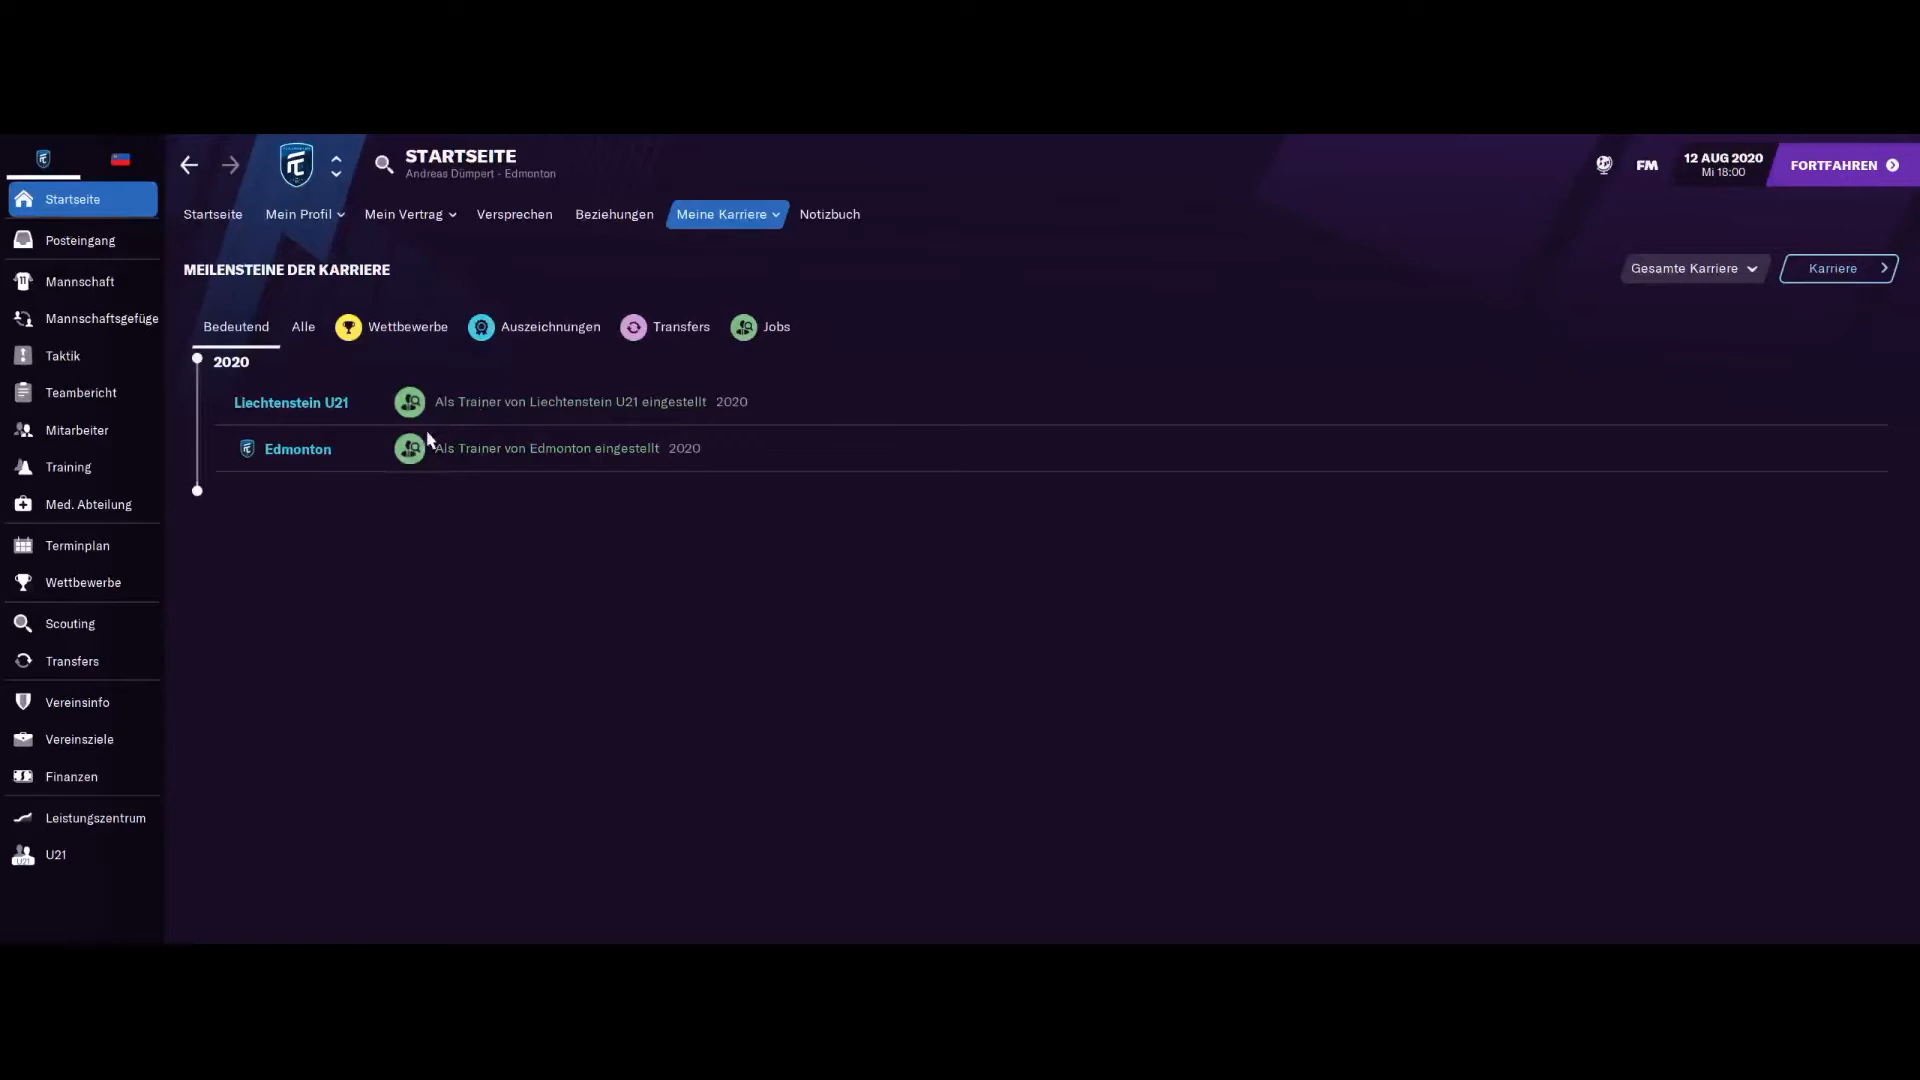 STARTSEITE
Andreas Dümpert - Edmonton
FM
12 AUG 2020
Mi 18:00
FORTFAHREN
Startseite
Mein Profil
Mein Vertrag
Versprechen
Beziehungen
Meine Karriere
Notizbuch
Startseite
Posteingang
Mannschaft
Mannschaftsgefüge
Taktik
Teambericht
Mitarbeiter
Training
Med. Abteilung
Terminplan
Wettbewerbe
Scouting
Transfers
Vereinsinfo
Vereinsziele
Finanzen
Leistungszentrum
U21
MEILENSTEINE DER KARRIERE
Gesamte Karriere
Karriere
Bedeutend
Alle
Wettbewerbe
Auszeichnungen
Transfers
Jobs
2020
Liechtenstein U21 Als Trainer von Liechtenstein U21 eingestellt 2020
Edmonton Als Trainer von Edmonton eingestellt 2020